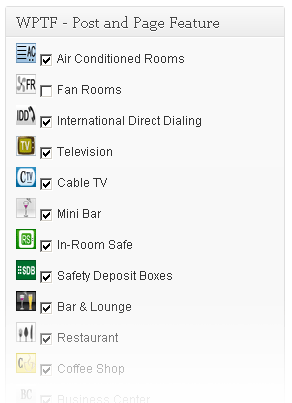 WPTF - Post and Page Feature
AC Air Conditioned Rooms
FR Fan Rooms
IDD International Direct Dialing
TV Television
CTV Cable TV
Mini Bar
RS In-Room Safe
SDB Safety Deposit Boxes
Bar & Lounge
Restaurant
Coffee Shop
BC Business Center